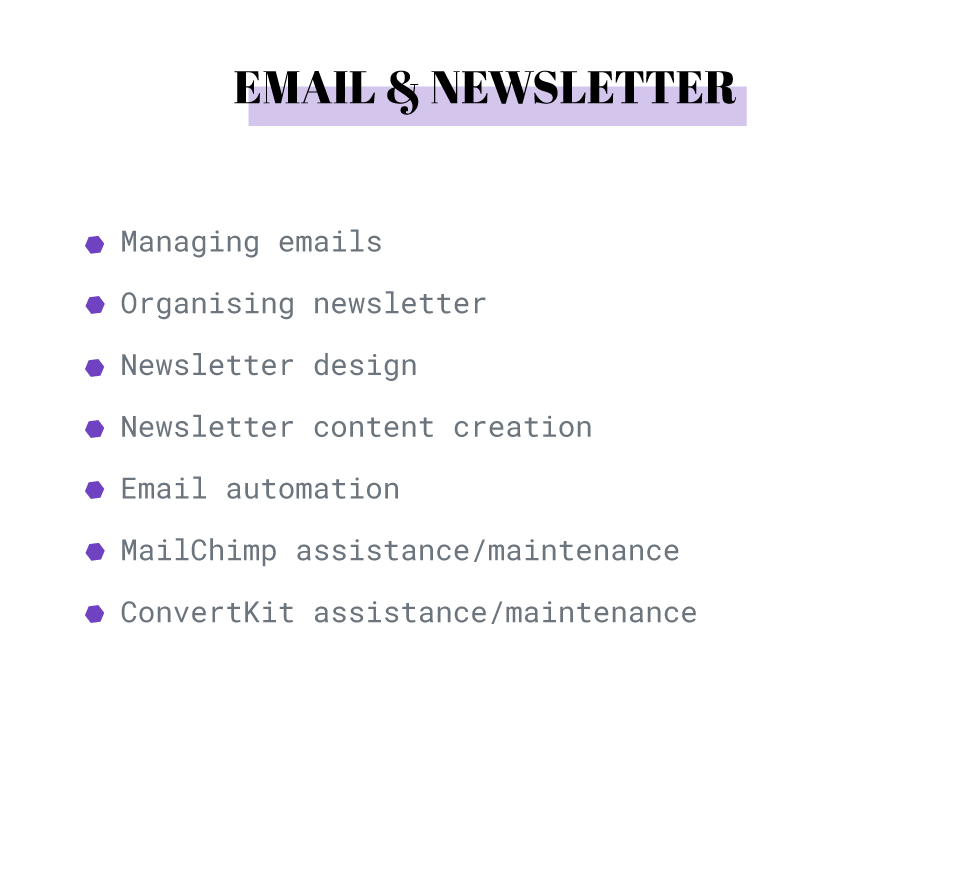 EMAIL & NEWSLETTER
Managing emails
Organising newsletter
Newsletter design
Newsletter content creation
Email automation
MailChimp assistance/maintenance
ConvertKit assistance/maintenance